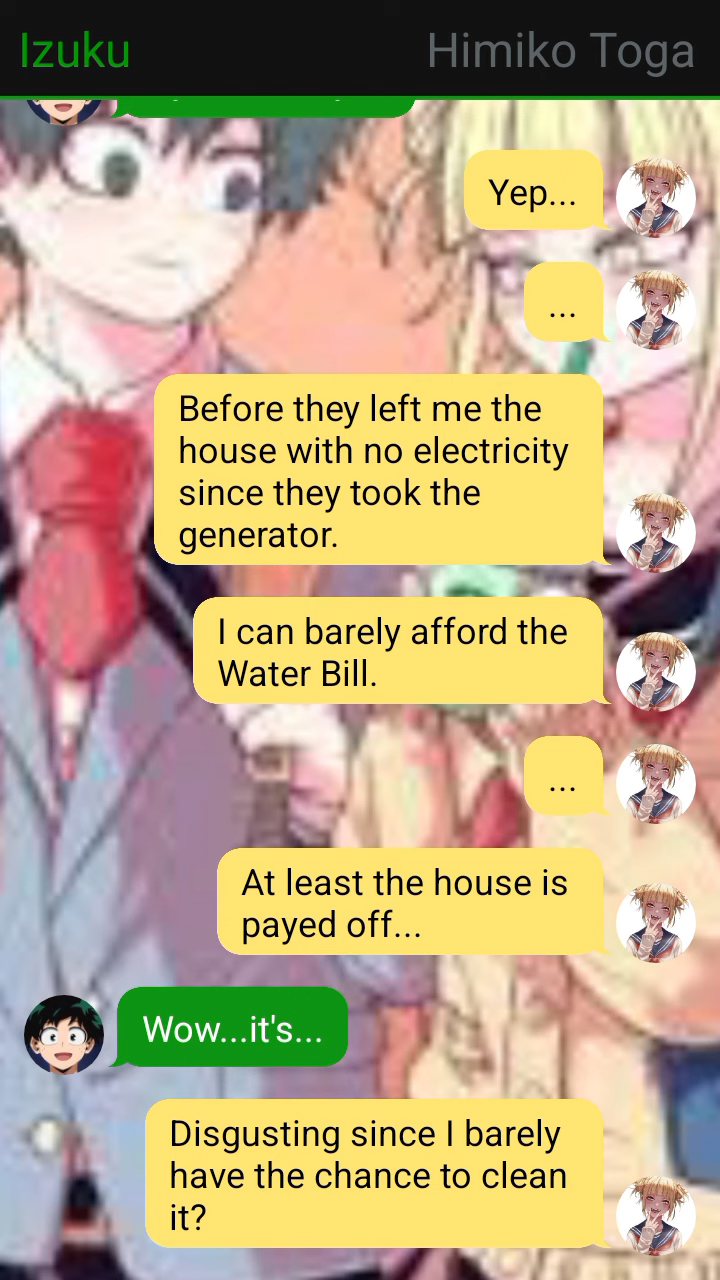 Izuku
Himiko Toga
Yep...
...
Before they left me the
house with no electricity
since they took the
generator.
I can barely afford the
Water Bill.
...
At least the house is
payed off...
Wow...it's...
Disgusting since I barely
have the chance to clean
it?